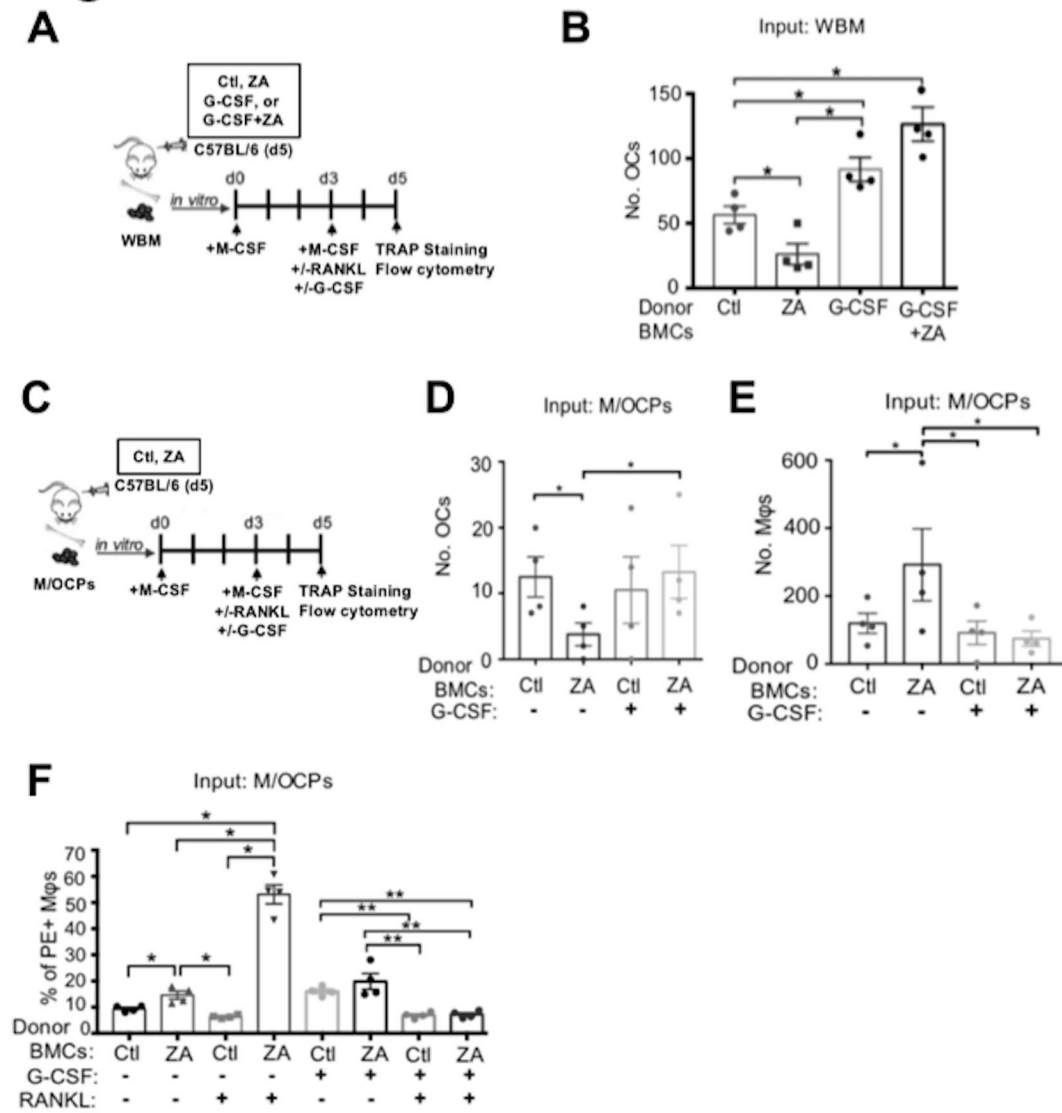 A
Ctl, ZA
G-CSF, or
G-CSF+ZA
C57BL/6 (d5)
in vitro
WBM
d0 d3 d5
+M-CSF
+M-CSF
+/-RANKL
+/-G-CSF
TRAP Staining
Flow cytometry
B
Input: WBM
No. OCs
150
100
50
0
* * * *
Donor
BMCs
Ctl ZA G-CSF G-CSF
+ZA
C
Ctl, ZA
C57BL/6 (d5)
in vitro
M/OCPs
d0 d3 d5
+M-CSF
+M-CSF
+/-RANKL
+/-G-CSF
TRAP Staining
Flow cytometry
D
Input: M/OCPs
No. OCs
30
20
10
0
* *
Donor
BMCs: Ctl ZA Ctl ZA
G-CSF: - - + +
E
Input: M/OCPs
No. Mφs
600
400
200
0
* * *
Donor
BMCs: Ctl ZA Ctl ZA
G-CSF: - - + +
F
Input: M/OCPs
% of PE+ Mφs
70
60
50
40
30
20
10
0
* * * * *
** ** ** **
Donor
BMCs: Ctl ZA Ctl ZA Ctl ZA Ctl ZA
G-CSF: - - - - + + + +
RANKL: - - + + - - + +